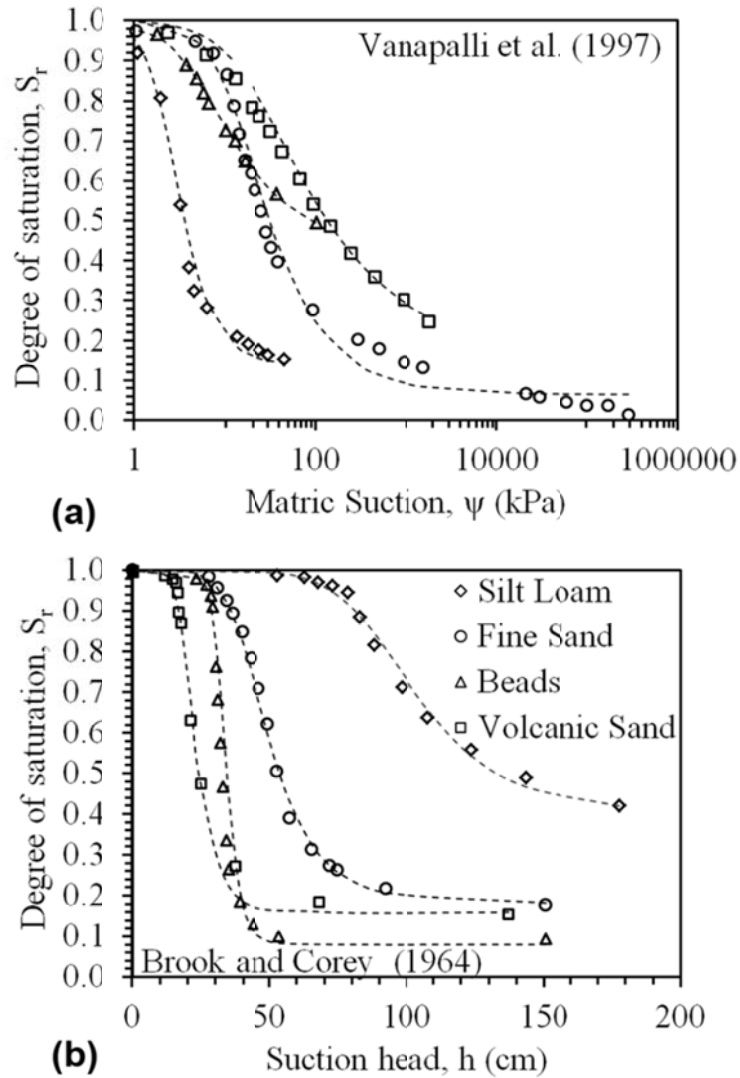 1.0
0.9
0.8
0.7
0.6
0.5
0.4
0.3
0.2
0.1
0.0
Degree of saturation, Sr
Vanapalli et al. (1997)
1 100 10000 1000000
(a) Matric Suction, ψ (kPa)
1.0
0.9
0.8
0.7
0.6
0.5
0.4
0.3
0.2
0.1
0.0
Degree of saturation, Sr
Silt Loam
Fine Sand
Beads
Volcanic Sand
Brook and Corey (1964)
0 50 100 150 200
(b) Suction head, h (cm)